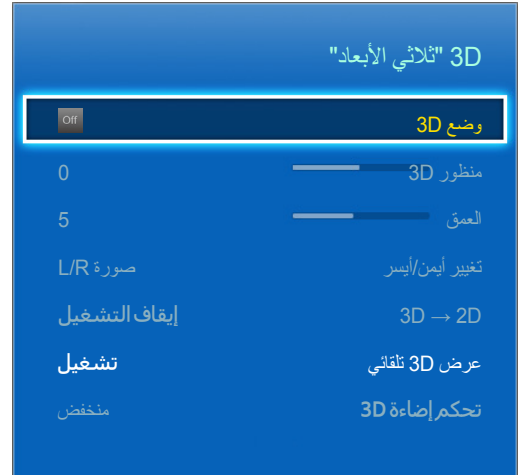 3D "ثلاثي الأبعاد"
وضع 3D Off
منظور 3D 0
العمق 5
تغيير أيمن/أيسر صورة L/R
3D → 2D إيقاف التشغيل
عرض 3D تلقائي تشغيل
تحكم إضاءة 3D منخفض